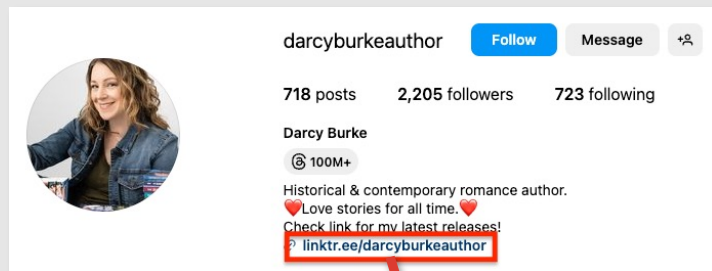 darcyburkeauthor Follow Message
718 posts 2,205 followers 723 following
Darcy Burke
100M+
Historical & contemporary romance author.
❤️Love stories for all time.❤️
Check link for my latest releases!
linktr.ee/darcyburkeauthor